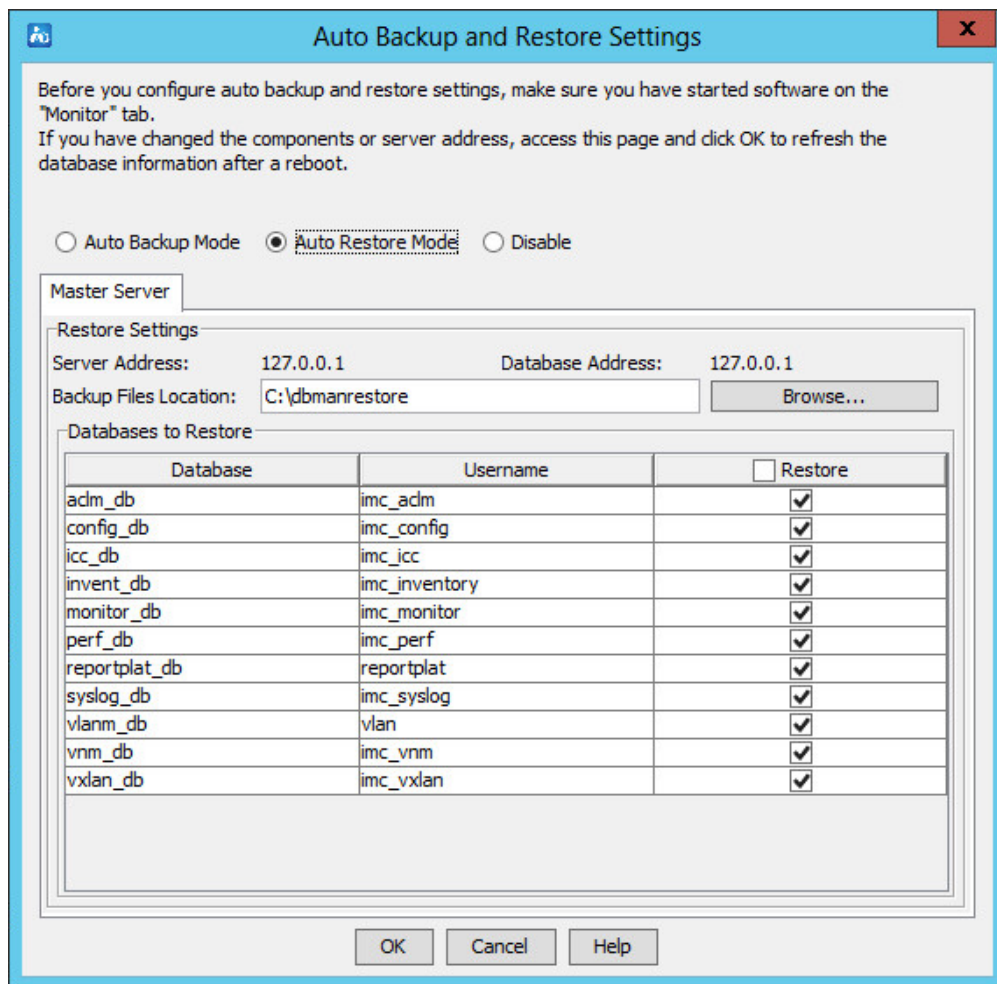 Auto Backup and Restore Settings
x
Before you configure auto backup and restore settings, make sure you have started software on the
"Monitor" tab.
If you have changed the components or server address, access this page and click OK to refresh the
database information after a reboot.
Auto Backup Mode Auto Restore Mode Disable
Master Server
Restore Settings
Server Address: 127.0.0.1 Database Address: 127.0.0.1
Backup Files Location: C:\dbmanrestore Browse...
Databases to Restore
Database Username Restore
aclm_db imc_aclm
config_db imc_config
icc_db imc_icc
invent_db imc_inventory
monitor_db imc_monitor
perf_db imc_perf
reportplat_db reportplat
syslog_db imc_syslog
vlanm_db vlan
vnm_db imc_vnm
vxlan_db imc_vxlan
OK Cancel Help